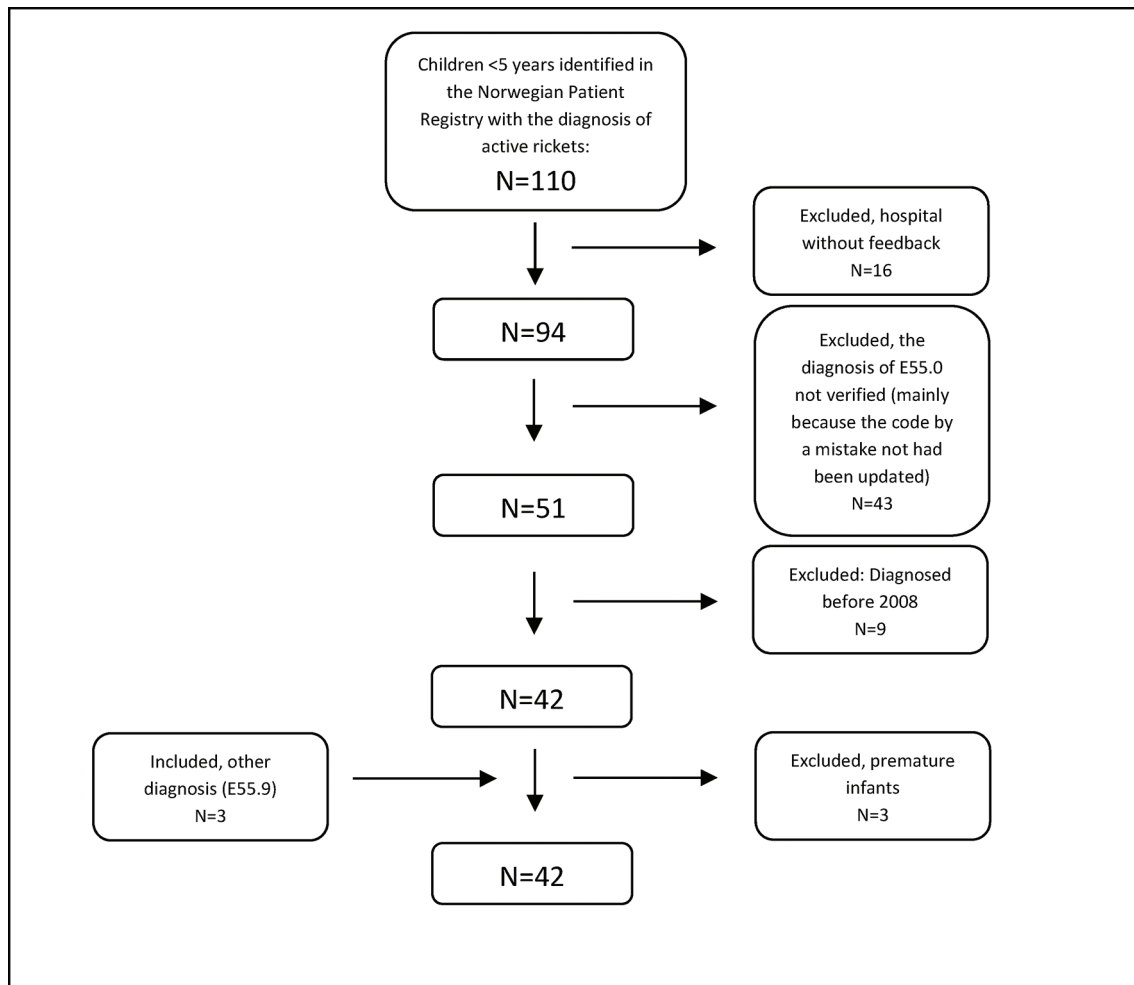 Children <5 years identified in
the Norwegian Patient
Registry with the diagnosis of
active rickets:
N=110
Excluded, hospital
without feedback
N=16
N=94
Excluded, the
diagnosis of E55.0
not verified (mainly
because the code by
a mistake not had
been updated)
N=43
N=51
Excluded: Diagnosed
before 2008
N=9
N=42
Included, other
diagnosis (E55.9)
N=3
Excluded, premature
infants
N=3
N=42